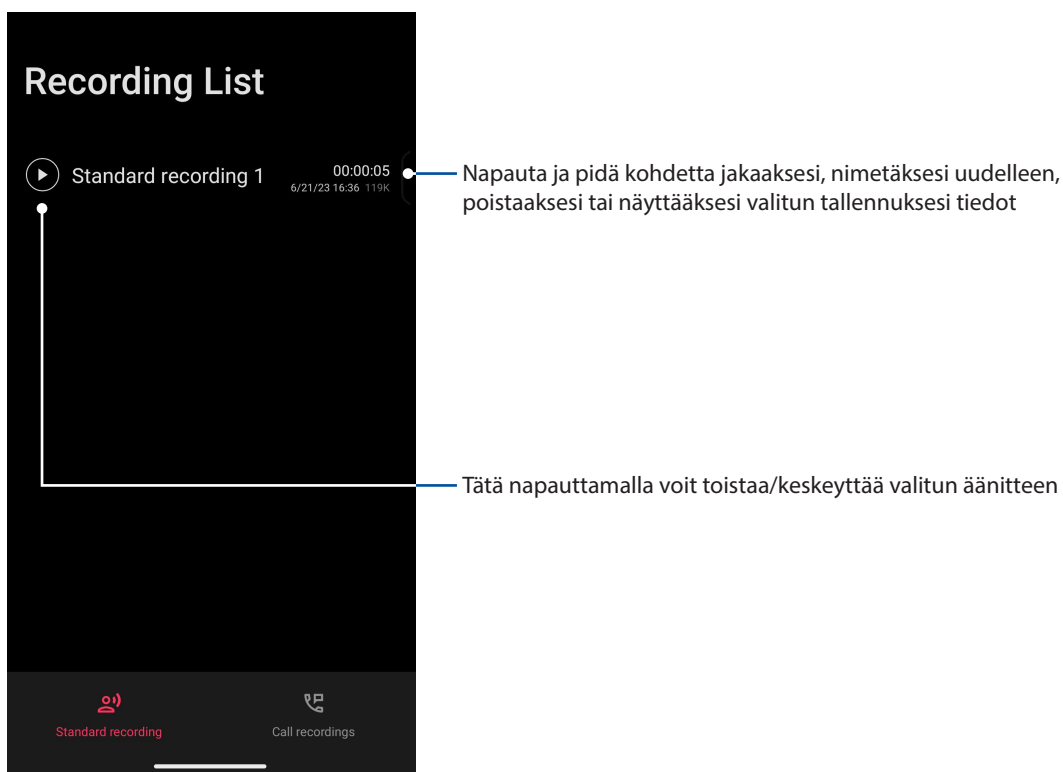 Recording List
Standard recording 1
00:00:05
6/21/23 16:36 119K
Napauta ja pidä kohdetta jakaaksesi, nimetäksesi uudelleen,
poistaaksesi tai näyttääksesi valitun tallennuksesi tiedot
Tätä napauttamalla voit toistaa/keskeyttää valitun äänitteen
Standard recording
Call recordings